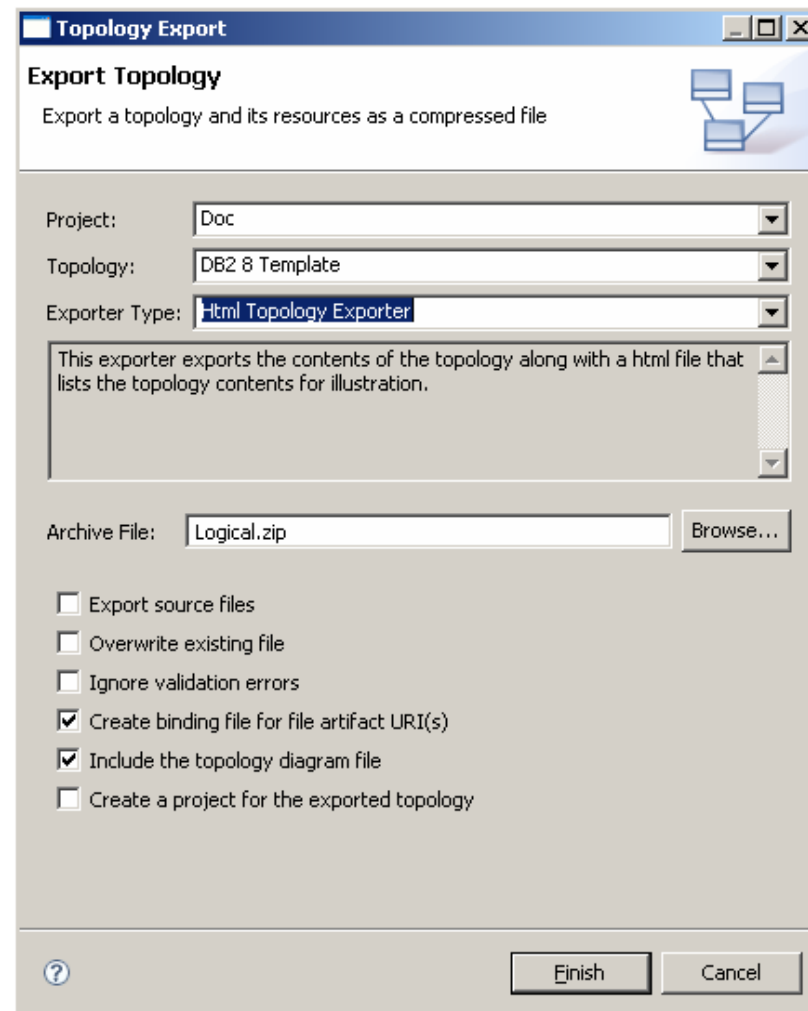 Topology Export
Export Topology
Export a topology and its resources as a compressed file
Project: Doc
Topology: DB2 8 Template
Exporter Type: Html Topology Exporter
This exporter exports the contents of the topology along with a html file that
lists the topology contents for illustration.
Archive File: Logical.zip Browse...
Export source files
Overwrite existing file
Ignore validation errors
Create binding file for file artifact URI(s)
Include the topology diagram file
Create a project for the exported topology
? Finish Cancel